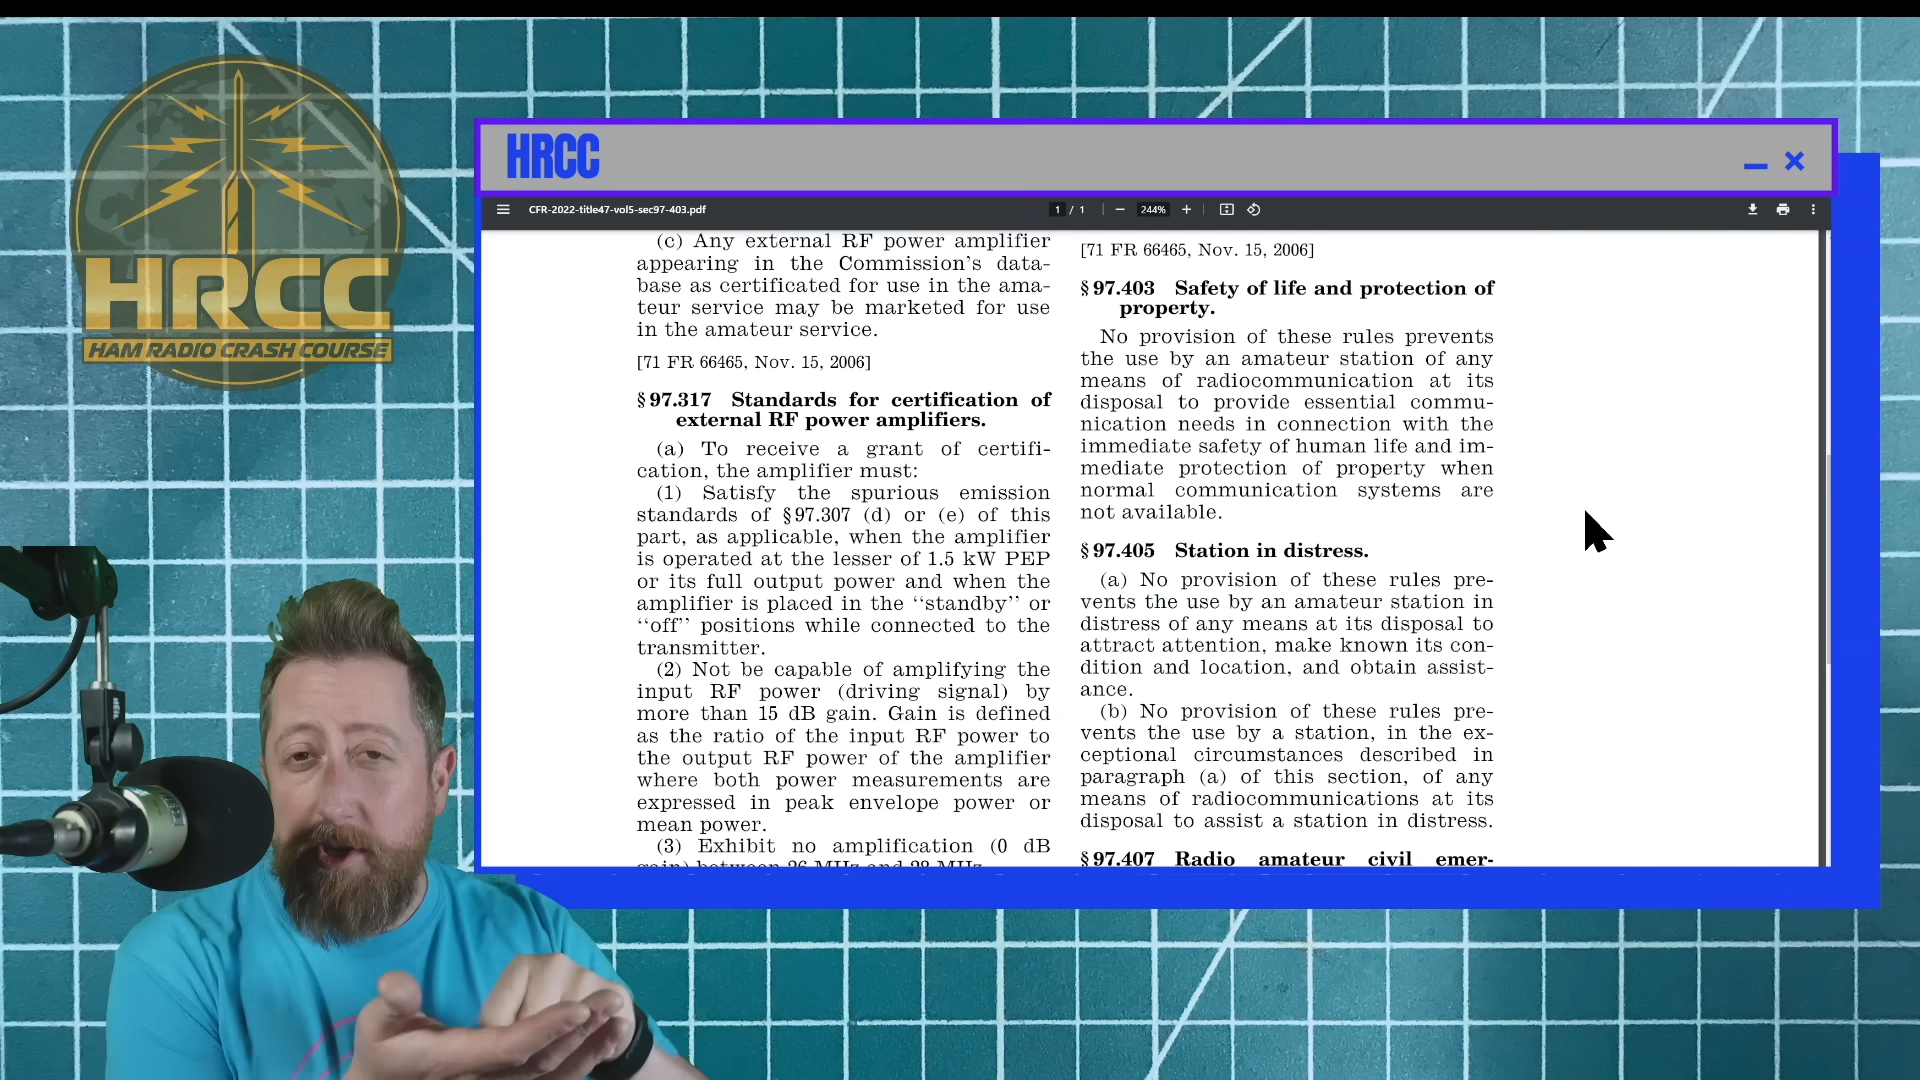 HRCC
HAM RADIO CRASH COURSE
HRCC
CFR-2022-title47-vol5-sec97-403.pdf
1 / 1
244%
(c) Any external RF power amplifier
appearing in the Commission's data-
base as certificated for use in the ama-
teur service may be marketed for use
in the amateur service.
[71 FR 66465, Nov. 15, 2006]
§ 97.317 Standards for certification of
external RF power amplifiers.
(a) To receive a grant of certifi-
cation, the amplifier must:
(1) Satisfy the spurious emission
standards of § 97.307 (d) or (e) of this
part, as applicable, when the amplifier
is operated at the lesser of 1.5 kW PEP
or its full output power and when the
amplifier is placed in the ‘‘standby’’ or
‘‘off’’ positions while connected to the
transmitter.
(2) Not be capable of amplifying the
input RF power (driving signal) by
more than 15 dB gain. Gain is defined
as the ratio of the input RF power to
the output RF power of the amplifier
where both power measurements are
expressed in peak envelope power or
mean power.
(3) Exhibit no amplification (0 dB
gain) between 26 MHz and 28 MHz.
[71 FR 66465, Nov. 15, 2006]
§ 97.403 Safety of life and protection of
property.
No provision of these rules prevents
the use by an amateur station of any
means of radiocommunication at its
disposal to provide essential commu-
nication needs in connection with the
immediate safety of human life and im-
mediate protection of property when
normal communication systems are
not available.
§ 97.405 Station in distress.
(a) No provision of these rules pre-
vents the use by an amateur station in
distress of any means at its disposal to
attract attention, make known its con-
dition and location, and obtain assist-
ance.
(b) No provision of these rules pre-
vents the use by a station, in the ex-
ceptional circumstances described in
paragraph (a) of this section, of any
means of radiocommunications at its
disposal to assist a station in distress.
§ 97.407 Radio amateur civil emer-